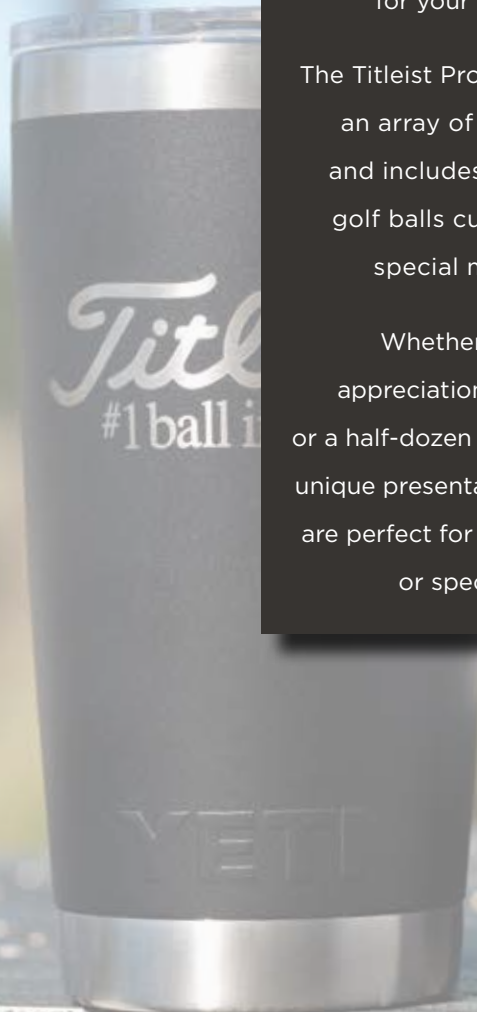 for your
The Titleist Pro
an array of
and includes
golf balls cu
special
Whether
appreciation
or a half-dozen
unique presenta
are perfect for
or spec
Titl
#1 ball i
YETI